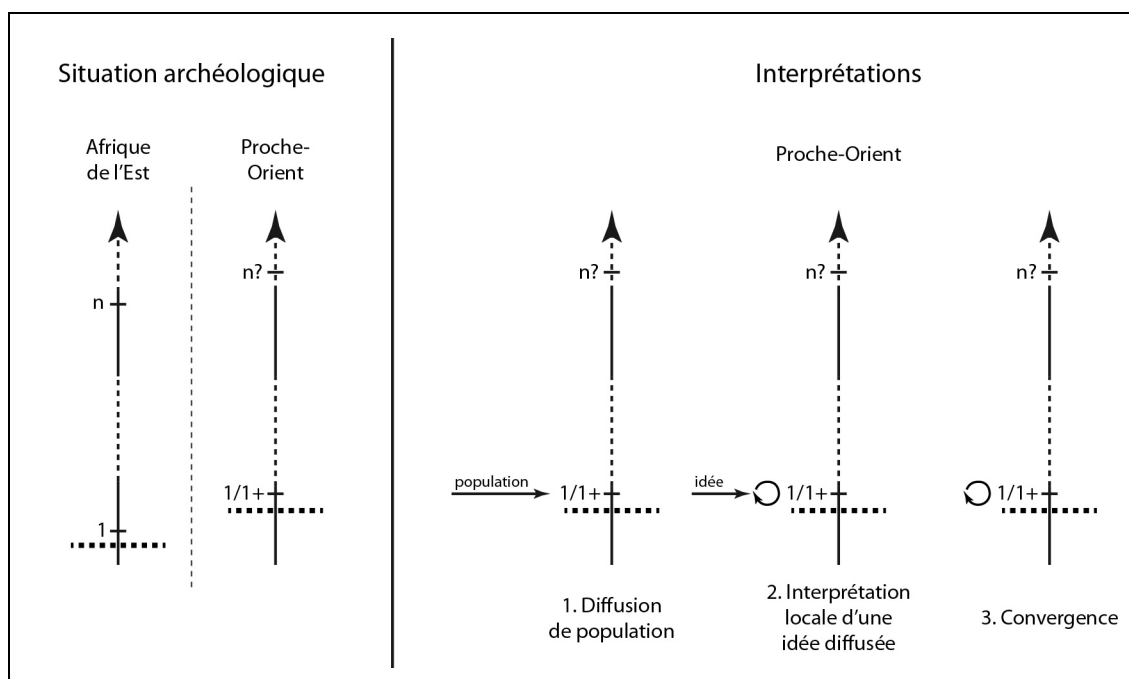 Situation archéologique
Afrique
de l'Est
Proche-
Orient
n
1
n?
1/1+
Interprétations
Proche-Orient
n?
population
1/1+
1. Diffusion
de population
n?
idée
1/1+
2. Interprétation
locale d'une
idée diffusée
n?
1/1+
3. Convergence